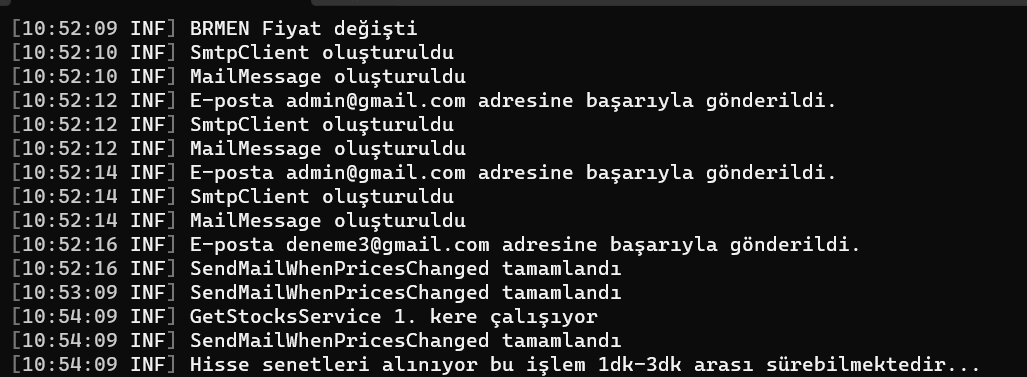 [10:52:09 INF] BRMEN Fiyat değişti
[10:52:10 INF] SmtpClient oluşturuldu
[10:52:10 INF] MailMessage oluşturuldu
[10:52:12 INF] E-posta admin@gmail.com adresine başarıyla gönderildi.
[10:52:12 INF] SmtpClient oluşturuldu
[10:52:12 INF] MailMessage oluşturuldu
[10:52:14 INF] E-posta admin@gmail.com adresine başarıyla gönderildi.
[10:52:14 INF] SmtpClient oluşturuldu
[10:52:14 INF] MailMessage oluşturuldu
[10:52:16 INF] E-posta deneme3@gmail.com adresine başarıyla gönderildi.
[10:52:16 INF] SendMailWhenPricesChanged tamamlandı
[10:53:09 INF] SendMailWhenPricesChanged tamamlandı
[10:54:09 INF] GetStocksService 1. kere çalışıyor
[10:54:09 INF] SendMailWhenPricesChanged tamamlandı
[10:54:09 INF] Hisse senetleri alınıyor bu işlem 1dk-3dk arası sürebilmektedir...